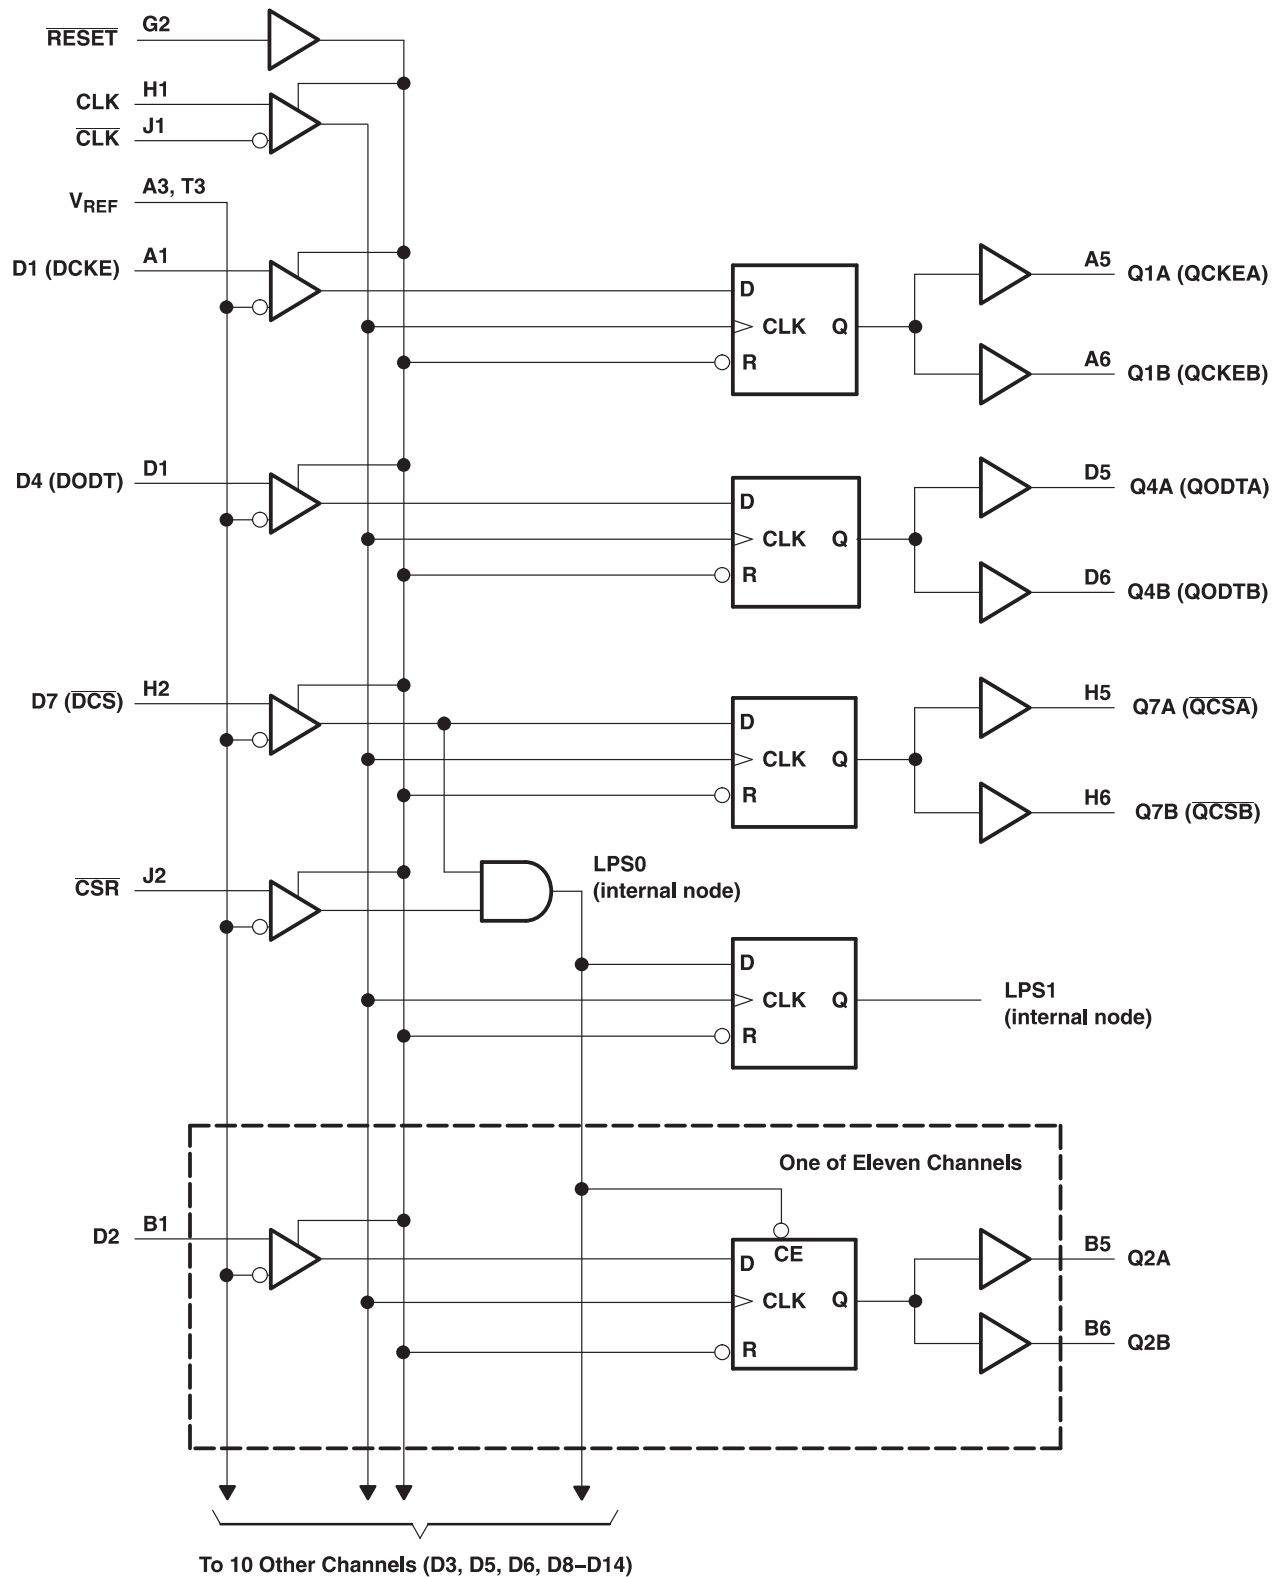 RESET G2
CLK H1
CLK J1
VREF A3, T3
D1 (DCKE) A1
D
CLK Q
R
A5 Q1A (QCKEA)
A6 Q1B (QCKEB)
D4 (DODT) D1
D
CLK Q
R
D5 Q4A (QODTA)
D6 Q4B (QODTB)
D7 (DCS) H2
D
CLK Q
R
H5 Q7A (QCSA)
H6 Q7B (QCSB)
CSR J2
LPS0
(internal node)
D
CLK Q
R
LPS1
(internal node)
One of Eleven Channels
D2 B1
CE
D
CLK Q
R
B5 Q2A
B6 Q2B
To 10 Other Channels (D3, D5, D6, D8–D14)